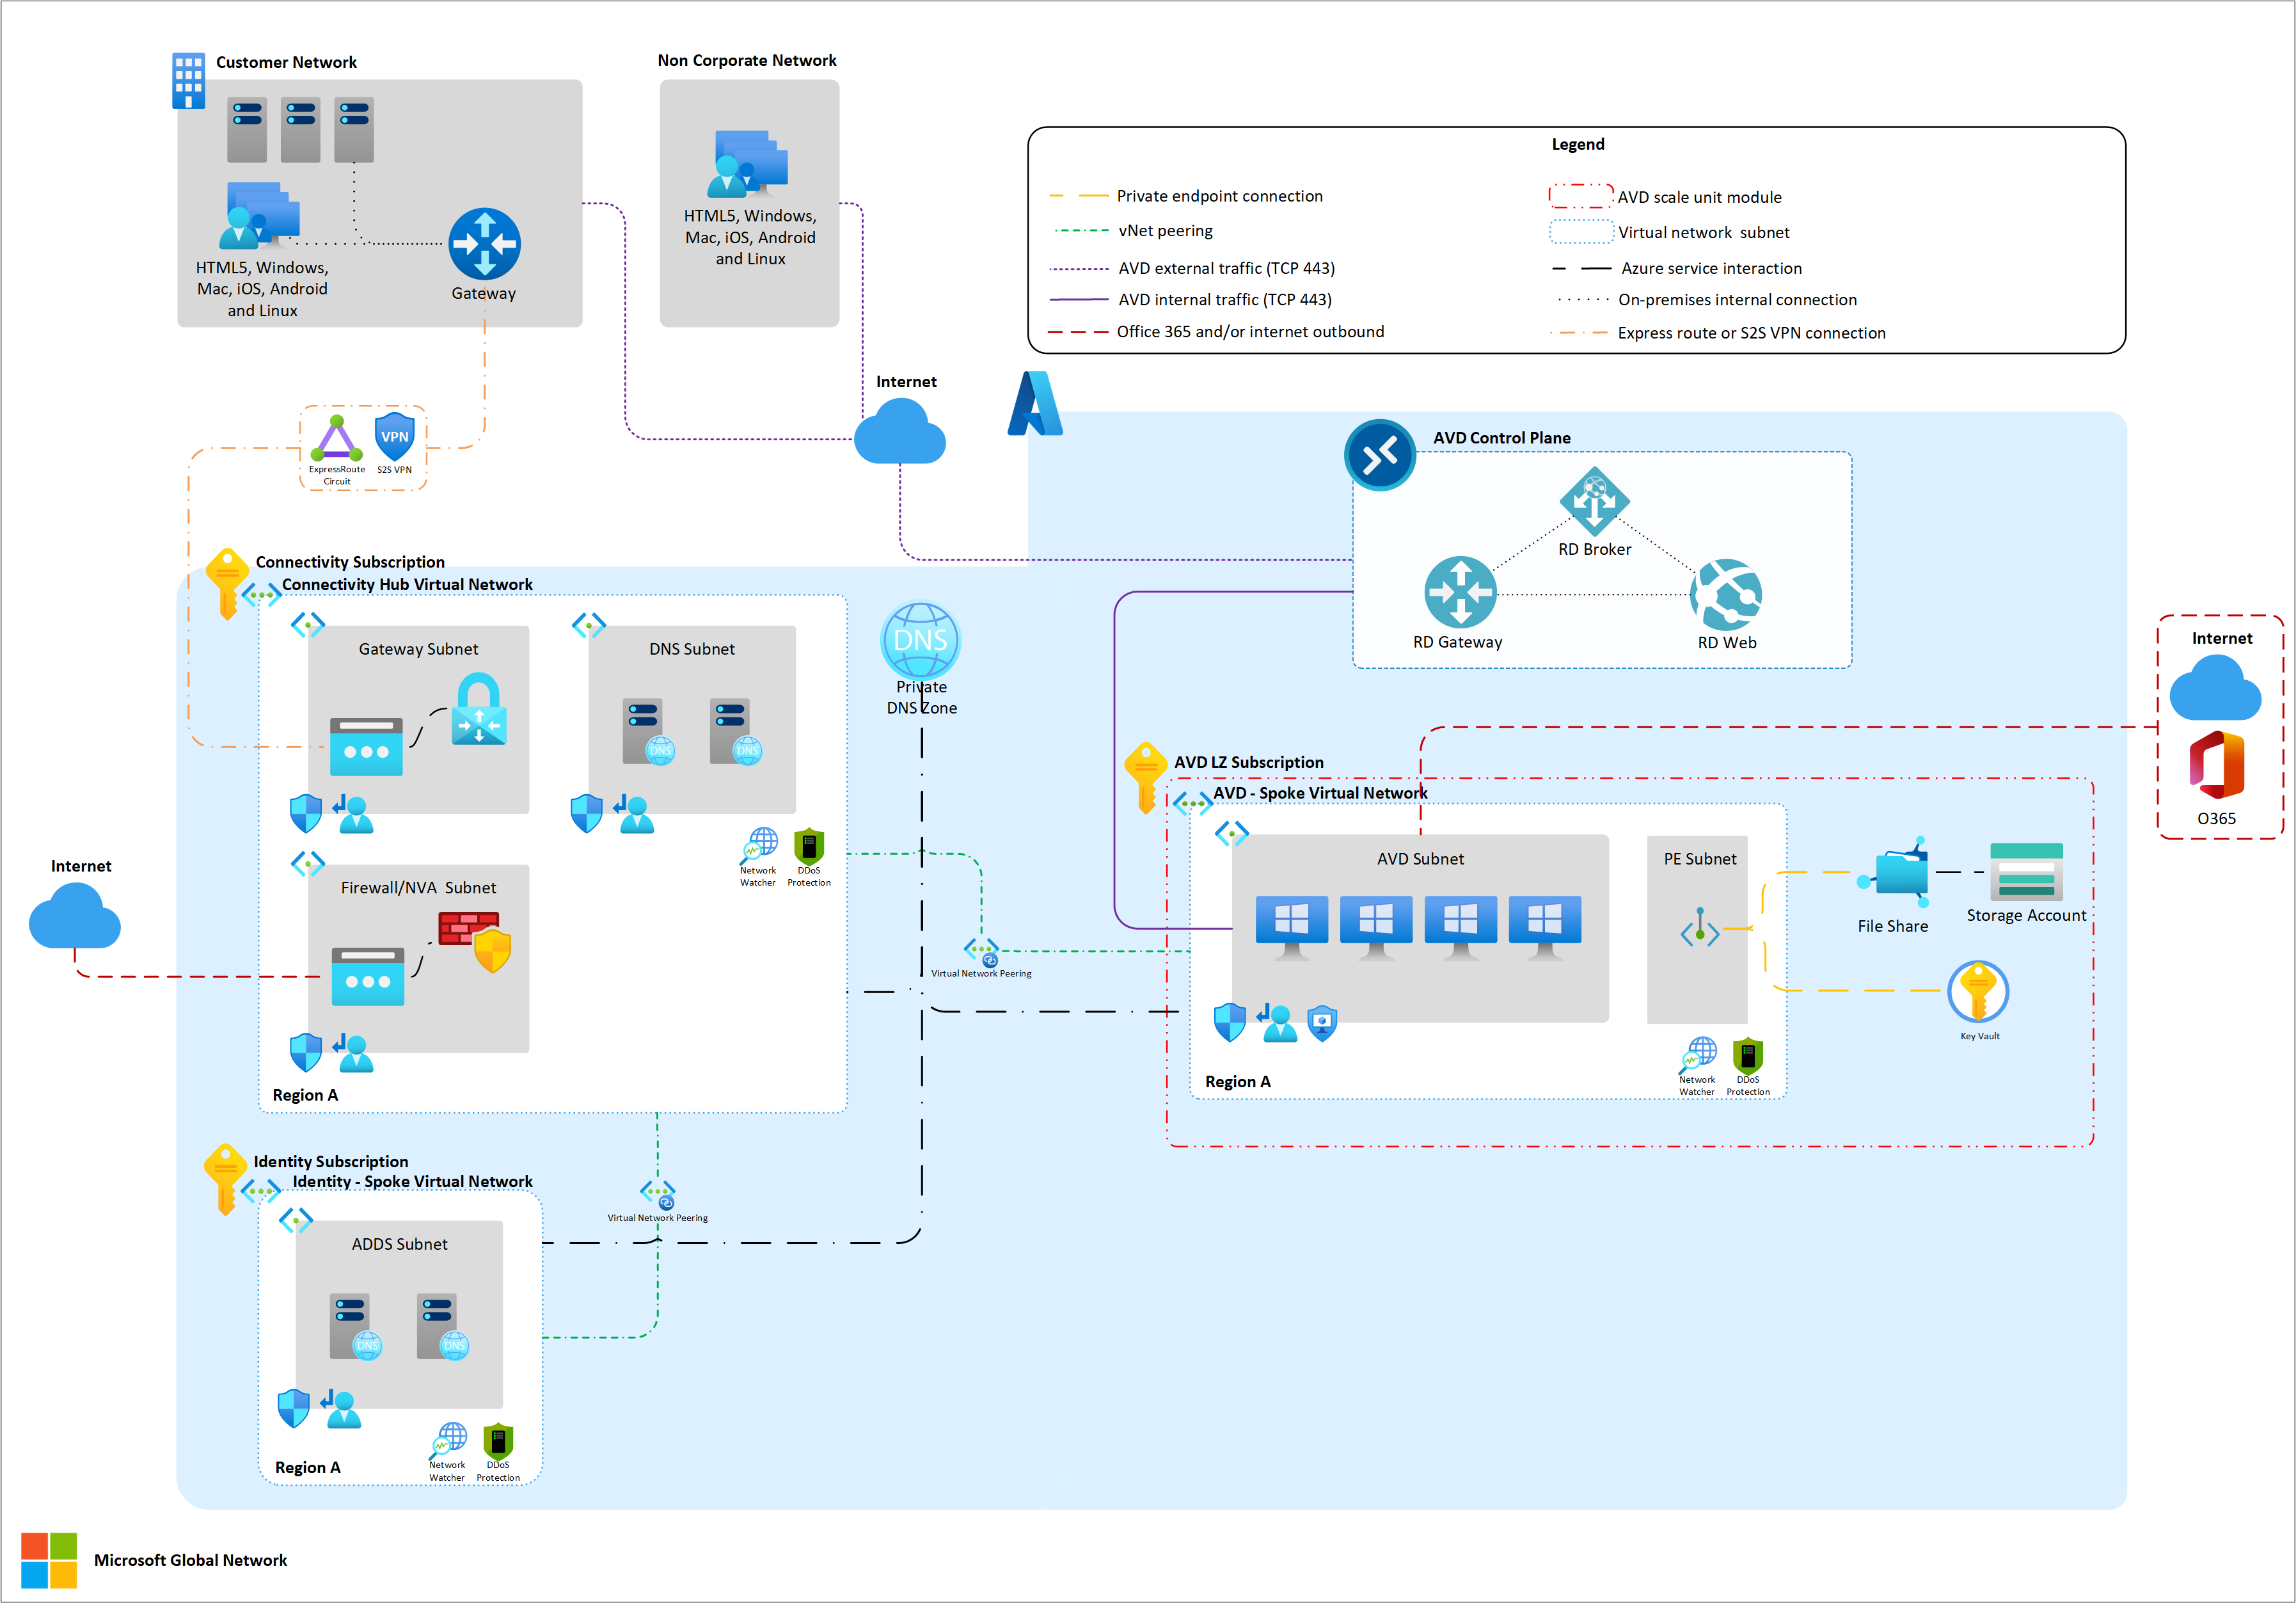 Customer Network
Non Corporate Network
HTML5, Windows,
Mac, iOS, Android
and Linux
Gateway
HTML5, Windows,
Mac, iOS, Android
and Linux
Legend
Private endpoint connection
vNet peering
AVD external traffic (TCP 443)
AVD internal traffic (TCP 443)
Office 365 and/or internet outbound
AVD scale unit module
Virtual network subnet
Azure service interaction
On-premises internal connection
Express route or S2S VPN connection
Internet
VPN
ExpressRoute
Circuit
S2S VPN
AVD Control Plane
RD Broker
RD Gateway
RD Web
Connectivity Subscription
Connectivity Hub Virtual Network
Gateway Subnet
DNS Subnet
DNS
DNS
DNS
Private
DNS Zone
Network
Watcher
DDoS
Protection
Internet
Firewall/NVA Subnet
Region A
Virtual Network Peering
Internet
O365
AVD LZ Subscription
AVD - Spoke Virtual Network
AVD Subnet
PE Subnet
File Share
Storage Account
Key Vault
Network
Watcher
DDoS
Protection
Region A
Identity Subscription
Identity - Spoke Virtual Network
ADDS Subnet
DNS
DNS
Virtual Network Peering
Network
Watcher
DDoS
Protection
Region A
Microsoft Global Network